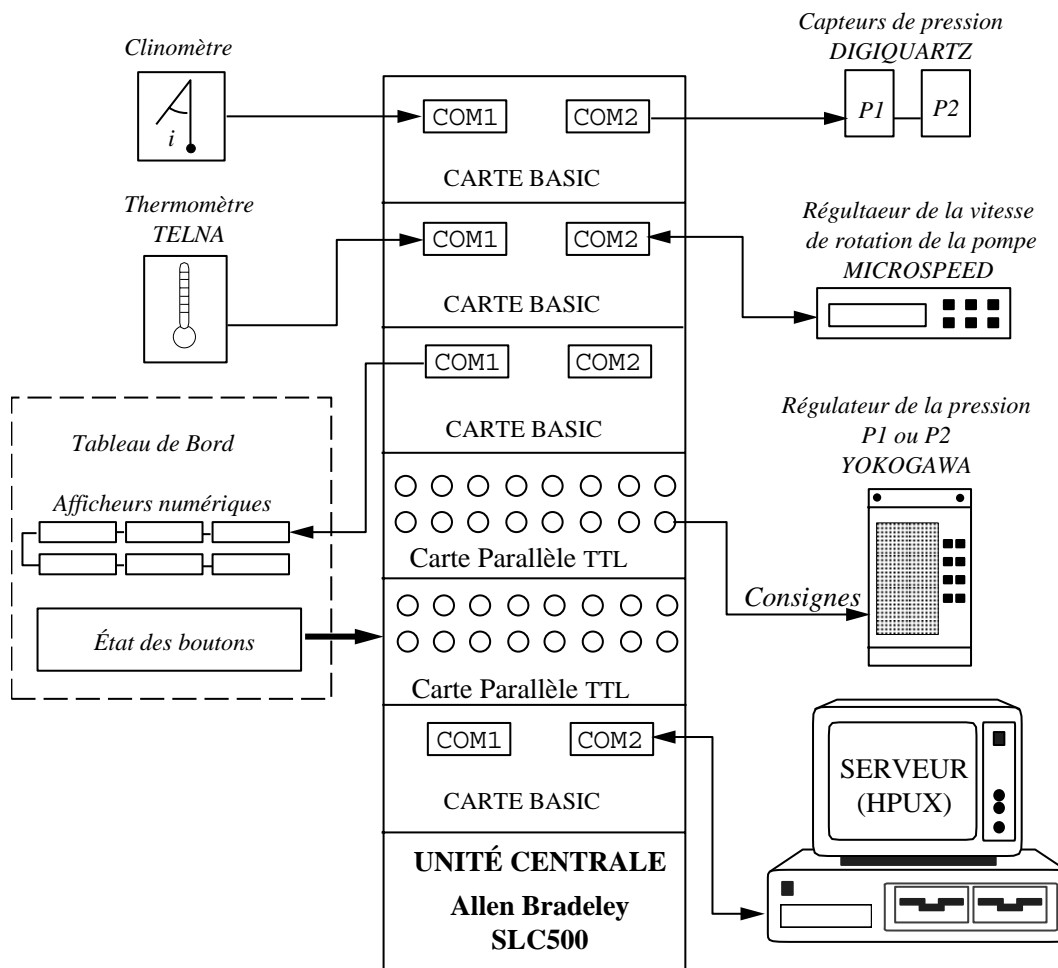 Clinomètre
i
Thermomètre
TELNA
COM1
COM2
CARTE BASIC
COM1
COM2
CARTE BASIC
COM1
COM2
CARTE BASIC
Carte Parallèle TTL
Carte Parallèle TTL
COM1
COM2
CARTE BASIC
UNITÉ CENTRALE
Allen Bradeley
SLC500
Capteurs de pression
DIGIQUARTZ
P1
P2
Régultaeur de la vitesse
de rotation de la pompe
MICROSPEED
Régulateur de la pression
P1 ou P2
YOKOGAWA
Consignes
Tableau de Bord
Afficheurs numériques
État des boutons
SERVEUR
(HPUX)